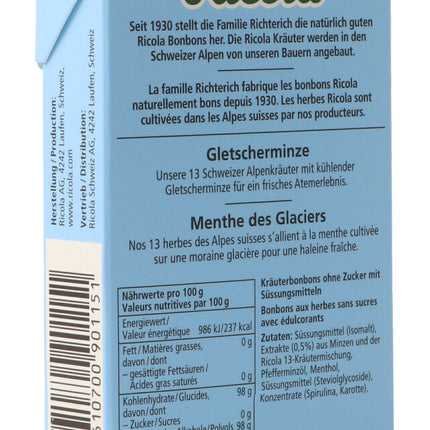 Seit 1930 stellt die Familie Richterich die natürlich guten
Ricola Bonbons her. Die Ricola Kräuter werden in den
Schweizer Alpen von unseren Bauern angebaut.
La famille Richterich fabrique les bonbons Ricola
naturellement bons depuis 1930. Les herbes Ricola sont
cultivées dans les Alpes suisses par nos producteurs.
Gletscherminze
Unsere 13 Schweizer Alpenkräuter mit kühlender
Gletscherminze für ein frisches Atemerlebnis.
Menthe des Glaciers
Nos 13 herbes des Alpes suisses s'allient à la menthe cultivée
sur une moraine glaciaire pour une haleine fraîche.
Nährwerte pro 100 g
Valeurs nutritives par 100 g
Energiewert/
Valeur énergétique 986 kJ/237 kcal
Fett/Matières grasses, 0 g
davon/dont
– gesättigte Fettsäuren/
Acides gras saturés 0 g
Kohlenhydrate/Glucides, 98 g
davon/dont
– Zucker/Sucres 0 g
Polyols 98 g
Kräuterbonbons ohne Zucker mit
Süssungsmitteln
Bonbons aux herbes sans sucres
avec édulcorants
Zutaten: Süssungsmittel (Isomalt),
Extrakte (0,5%) aus Minzen und der
Ricola 13-Kräutermischung,
Pfefferminzöl, Menthol,
Süssungsmittel (Steviolglycoside),
Konzentrate (Spirulina, Karotte).
Herstellung / Production:
Ricola AG, 4242 Laufen, Schweiz,
www.ricola.com
Vertrieb / Distribution:
Ricola Schweiz AG, 4242 Laufen, Schweiz
610700 901151